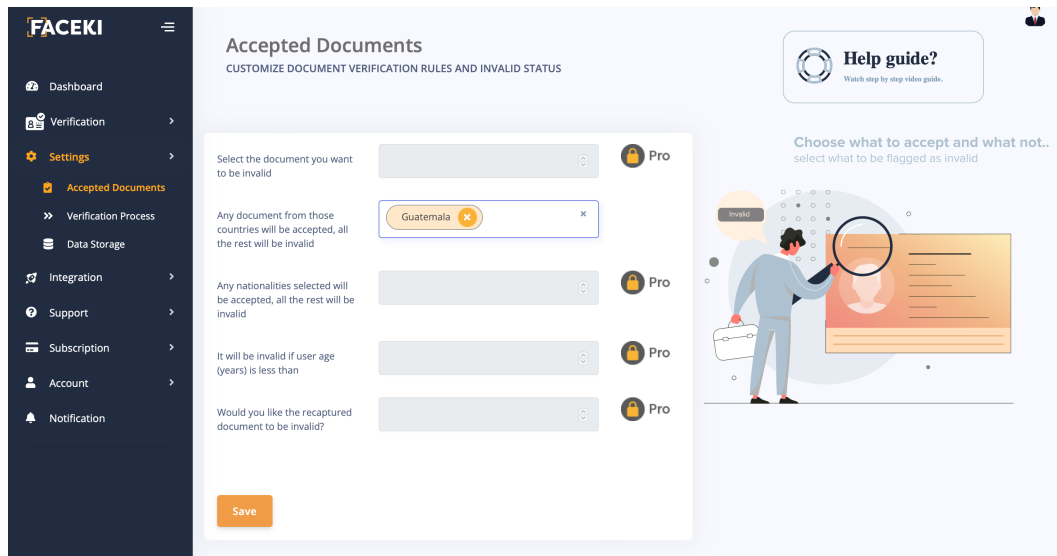 FACEKI
Dashboard
Verification
Settings
Accepted Documents
Verification Process
Data Storage
Integration
Support
Subscription
Account
Notification
Accepted Documents
CUSTOMIZE DOCUMENT VERIFICATION RULES AND INVALID STATUS
Help guide?
Watch step by step video guide.
Select the document you want
to be invalid
Pro
Any document from those
countries will be accepted, all
the rest will be invalid
Guatemala
Any nationalities selected will
be accepted, all the rest will be
invalid
Pro
It will be invalid if user age
(years) is less than
Pro
Would you like the recaptured
document to be invalid?
Pro
Save
Choose what to accept and what not..
select what to be flagged as invalid
Invalid